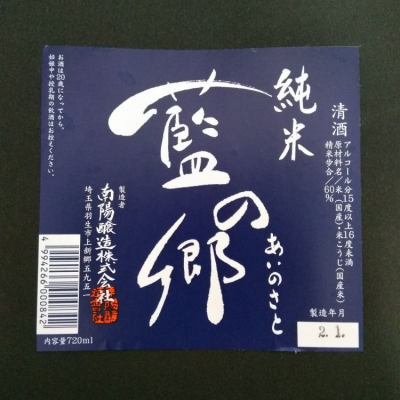 純米
藍の郷
あいのさと
清酒
アルコール分15度以上16度未満
原材料名/米(国産)・米こうじ(国産米)
精米歩合/60%
製造年月
2.1.
製造者
南陽醸造株式会社
埼玉県羽生市上新郷五九五一
お酒は20歳になってから。
妊娠中や授乳期の飲酒はお控えください。
4994260000842
内容量720ml